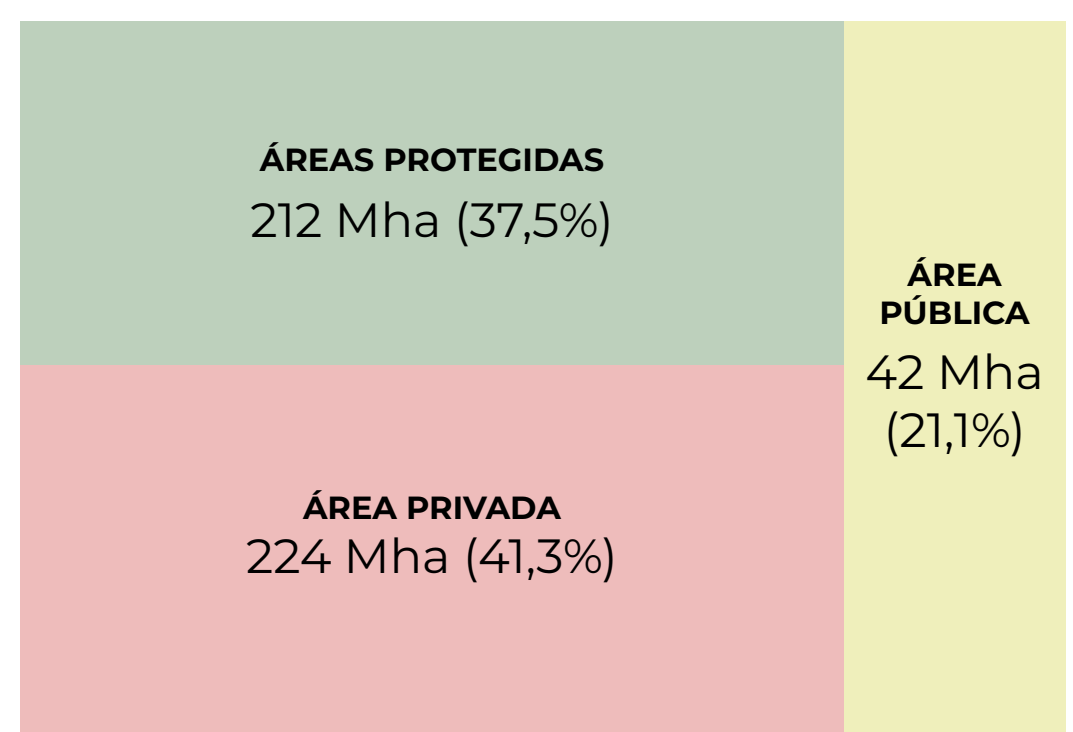 ÁREAS PROTEGIDAS
212 Mha (37,5%)
ÁREA PRIVADA
224 Mha (41,3%)
ÁREA
PÚBLICA
42 Mha
(21,1%)